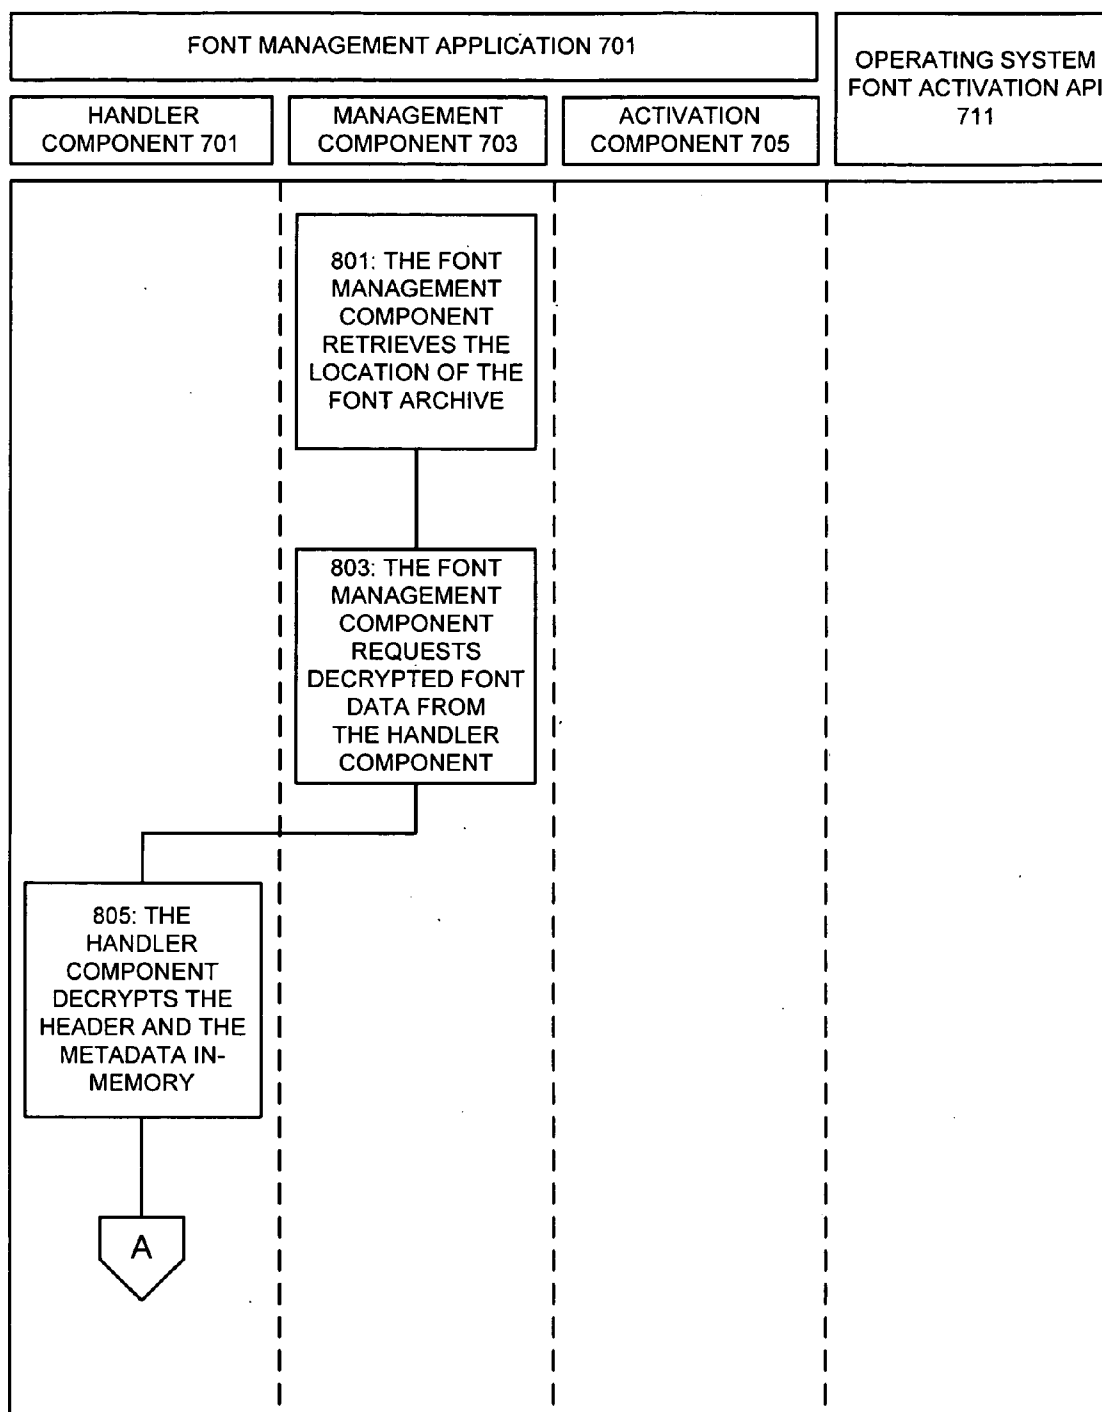 FONT MANAGEMENT APPLICATION 701
OPERATING SYSTEM
FONT ACTIVATION API
711
HANDLER
COMPONENT 701
MANAGEMENT
COMPONENT 703
ACTIVATION
COMPONENT 705
801: THE FONT
MANAGEMENT
COMPONENT
RETRIEVES THE
LOCATION OF THE
FONT ARCHIVE
803: THE FONT
MANAGEMENT
COMPONENT
REQUESTS
DECRYPTED FONT
DATA FROM
THE HANDLER
COMPONENT
805: THE
HANDLER
COMPONENT
DECRYPTS THE
HEADER AND THE
METADATA IN-
MEMORY
A